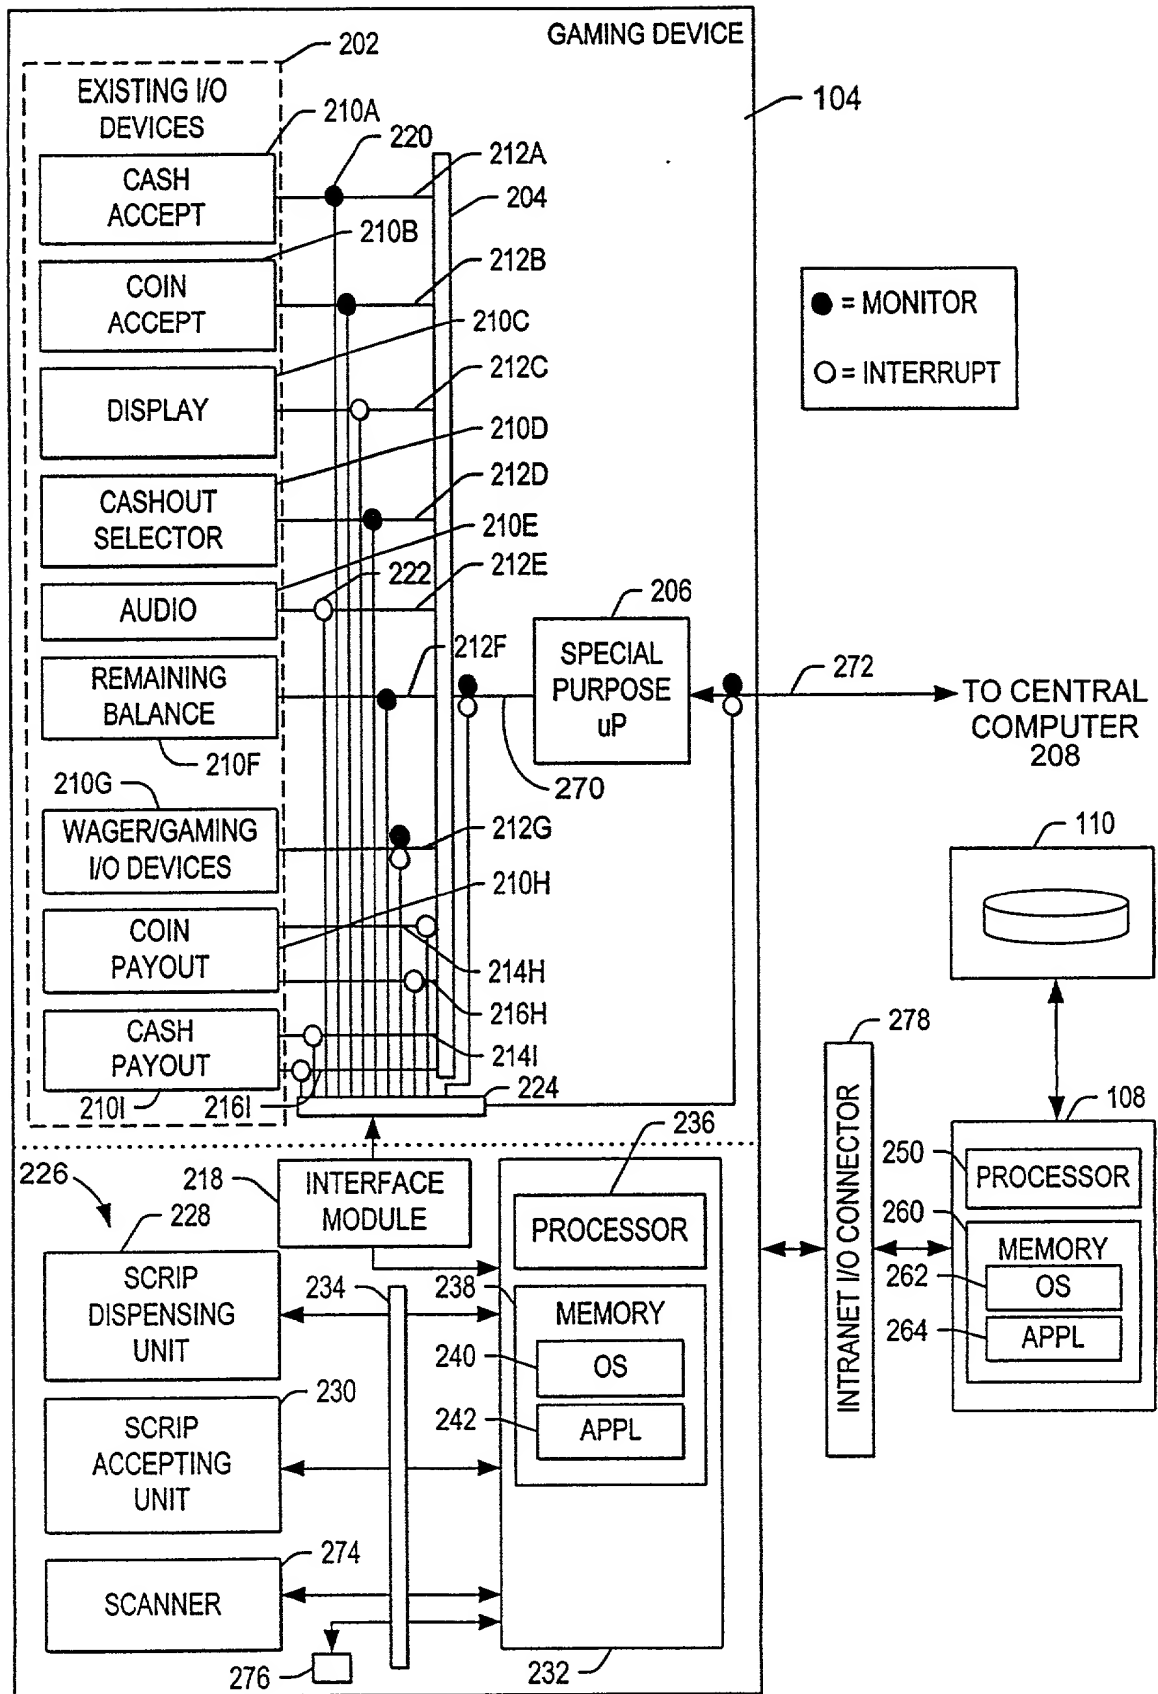 GAMING DEVICE
202
EXISTING I/O
DEVICES
104
210A
220
212A
CASH
ACCEPT
204
210B
COIN
ACCEPT
212B
● = MONITOR
○ = INTERRUPT
210C
DISPLAY
212C
210D
CASHOUT
SELECTOR
212D
210E
AUDIO
222
212E
206
REMAINING
BALANCE
212F
SPECIAL
PURPOSE
uP
272
TO CENTRAL
COMPUTER
208
210F
270
210G
WAGER/GAMING
I/O DEVICES
212G
110
210H
COIN
PAYOUT
214H
216H
CASH
PAYOUT
214I
278
210I
216I
224
108
236
226
218
INTERFACE
MODULE
PROCESSOR
INTRANET I/O CONNECTOR
250
PROCESSOR
228
SCRIP
DISPENSING
UNIT
234
238
MEMORY
240
OS
242
APPL
260
MEMORY
262
OS
264
APPL
230
SCRIP
ACCEPTING
UNIT
274
SCANNER
276
232